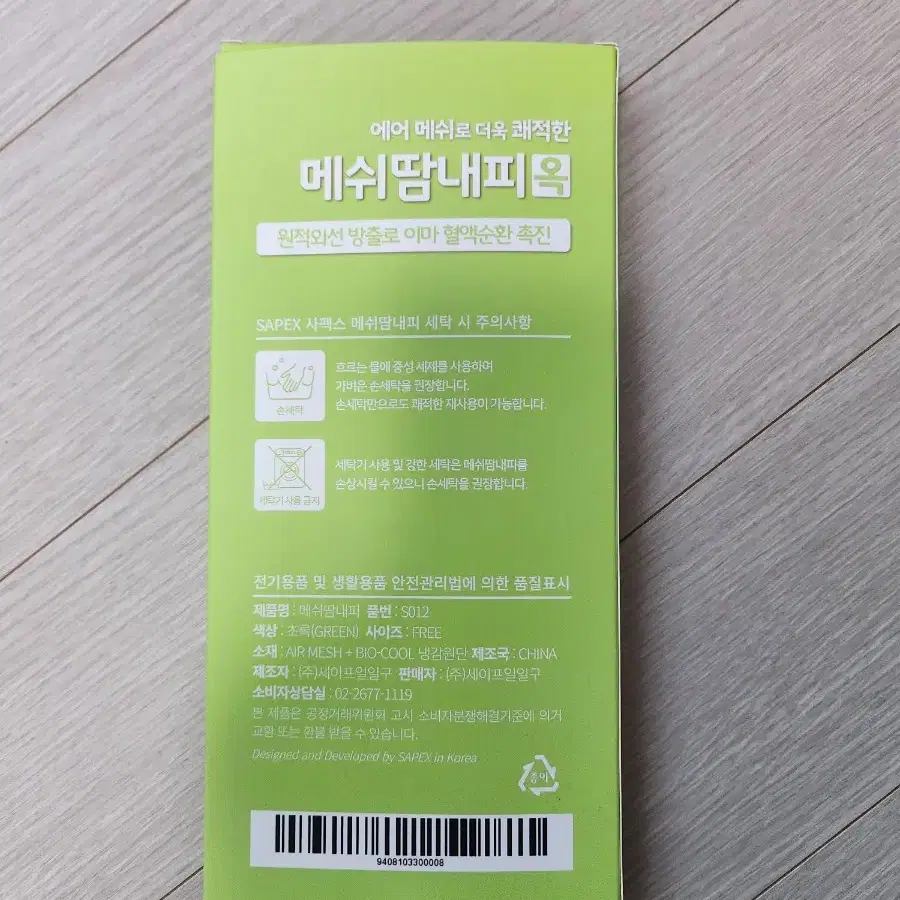 에어 메쉬로 더욱 쾌적한
메쉬땀내피 옥
원적외선 방출로 이마 혈액순환 촉진
SAPEX 사펙스 메쉬땀내피 세탁 시 주의사항
손세탁
흐르는 물에 중성 세제를 사용하여
가벼운 손세탁을 권장합니다.
손세탁만으로도 쾌적한 재사용이 가능합니다.
세탁기 사용 금지
세탁기 사용 및 강한 세탁은 메쉬땀내피를
손상시킬 수 있으니 손세탁을 권장합니다.
전기용품 및 생활용품 안전관리법에 의한 품질표시
제품명 : 메쉬땀내피 품번 : S012
색상 : 초록(GREEN) 사이즈 : FREE
소재 : AIR MESH + BIO-COOL 냉감원단 제조국 : CHINA
제조자 : (주)세이프일일구 판매자 : (주)세이프일일구
소비자상담실 : 02-2677-1119
본 제품은 공정거래위원회 고시 소비자분쟁해결기준에 의거
교환 또는 환불 받을 수 있습니다.
Designed and Developed by SAPEX in Korea
종이
9408103300008